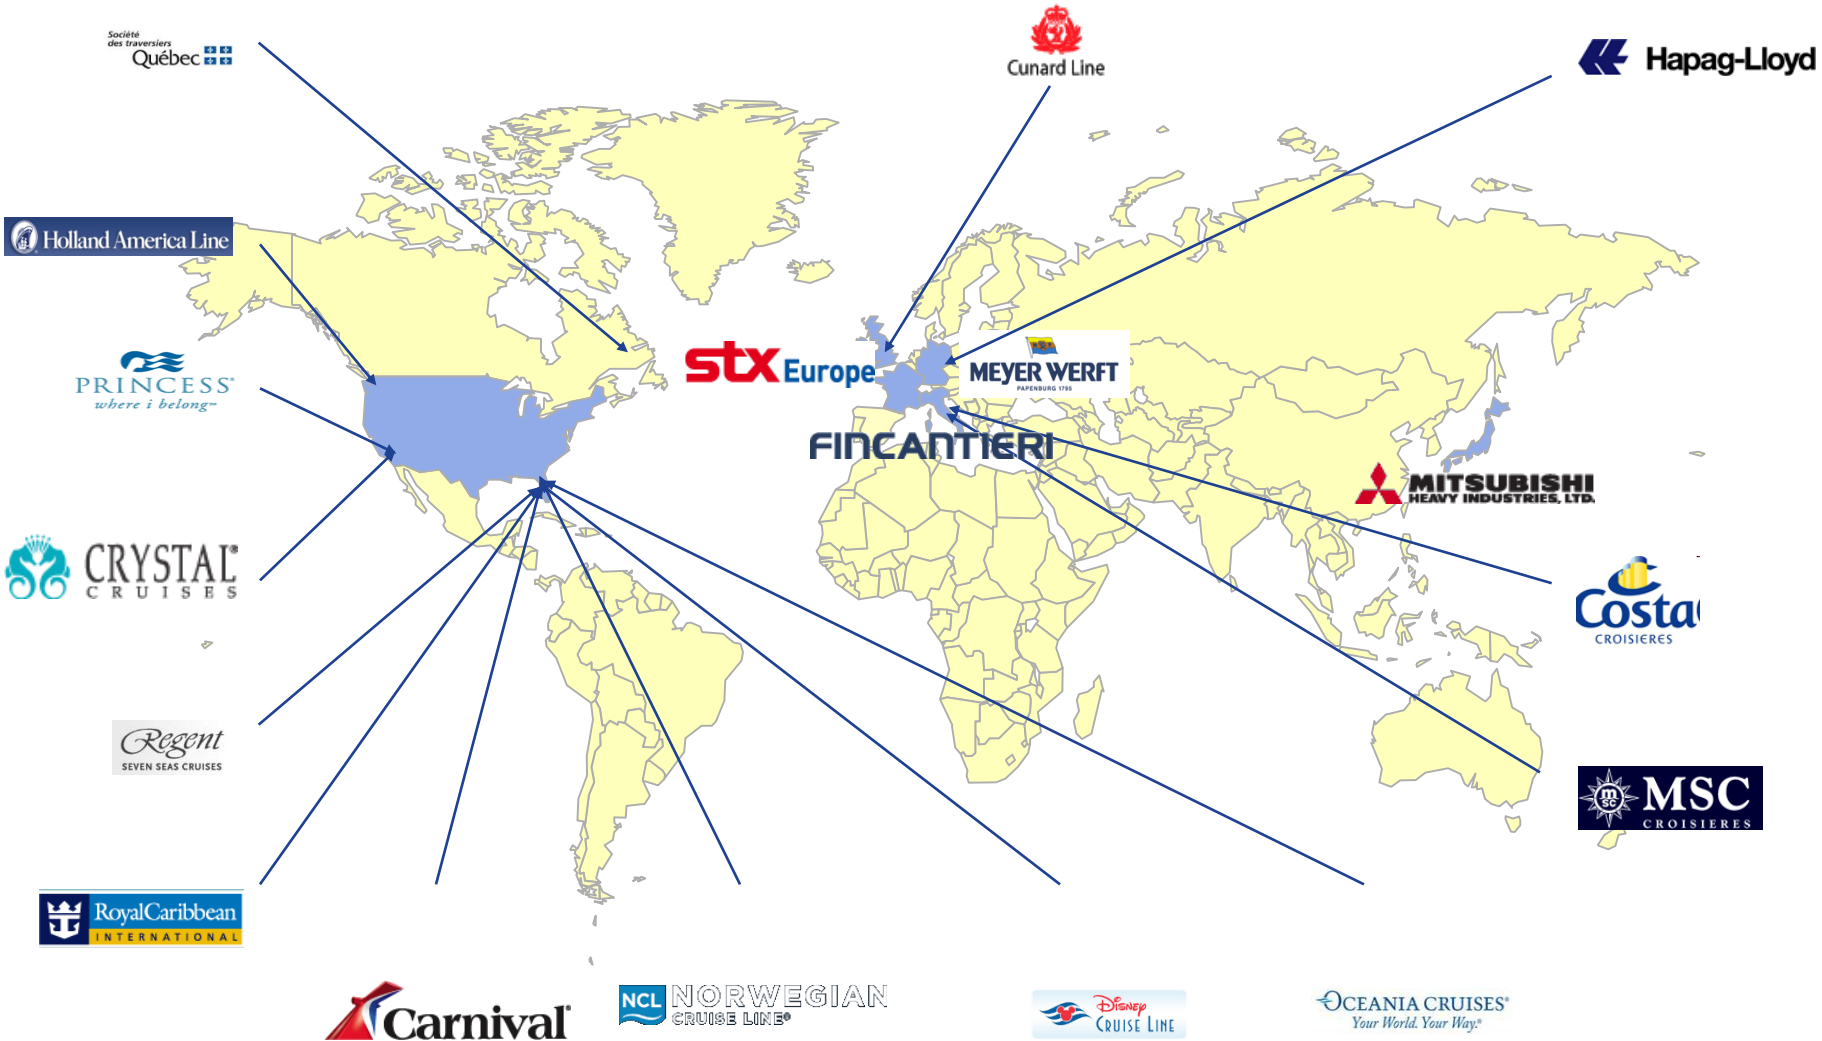 Société
des traversiers
Québec
Cunard Line
Hapag-Lloyd
Holland America Line
stx Europe
MEYER WERFT
PAPENBURG 1795
PRINCESS®
where i belong℠
FINCANTIERI
MITSUBISHI
HEAVY INDUSTRIES, LTD.
CRYSTAL®
CRUISES
Costa
CROISIERES
Regent
SEVEN SEAS CRUISES
msc
MSC
CROISIERES
RoyalCaribbean
INTERNATIONAL
Carnival®
NCL NORWEGIAN
CRUISE LINE®
Disney
CRUISE LINE
OCEANIA CRUISES®
Your World. Your Way.®